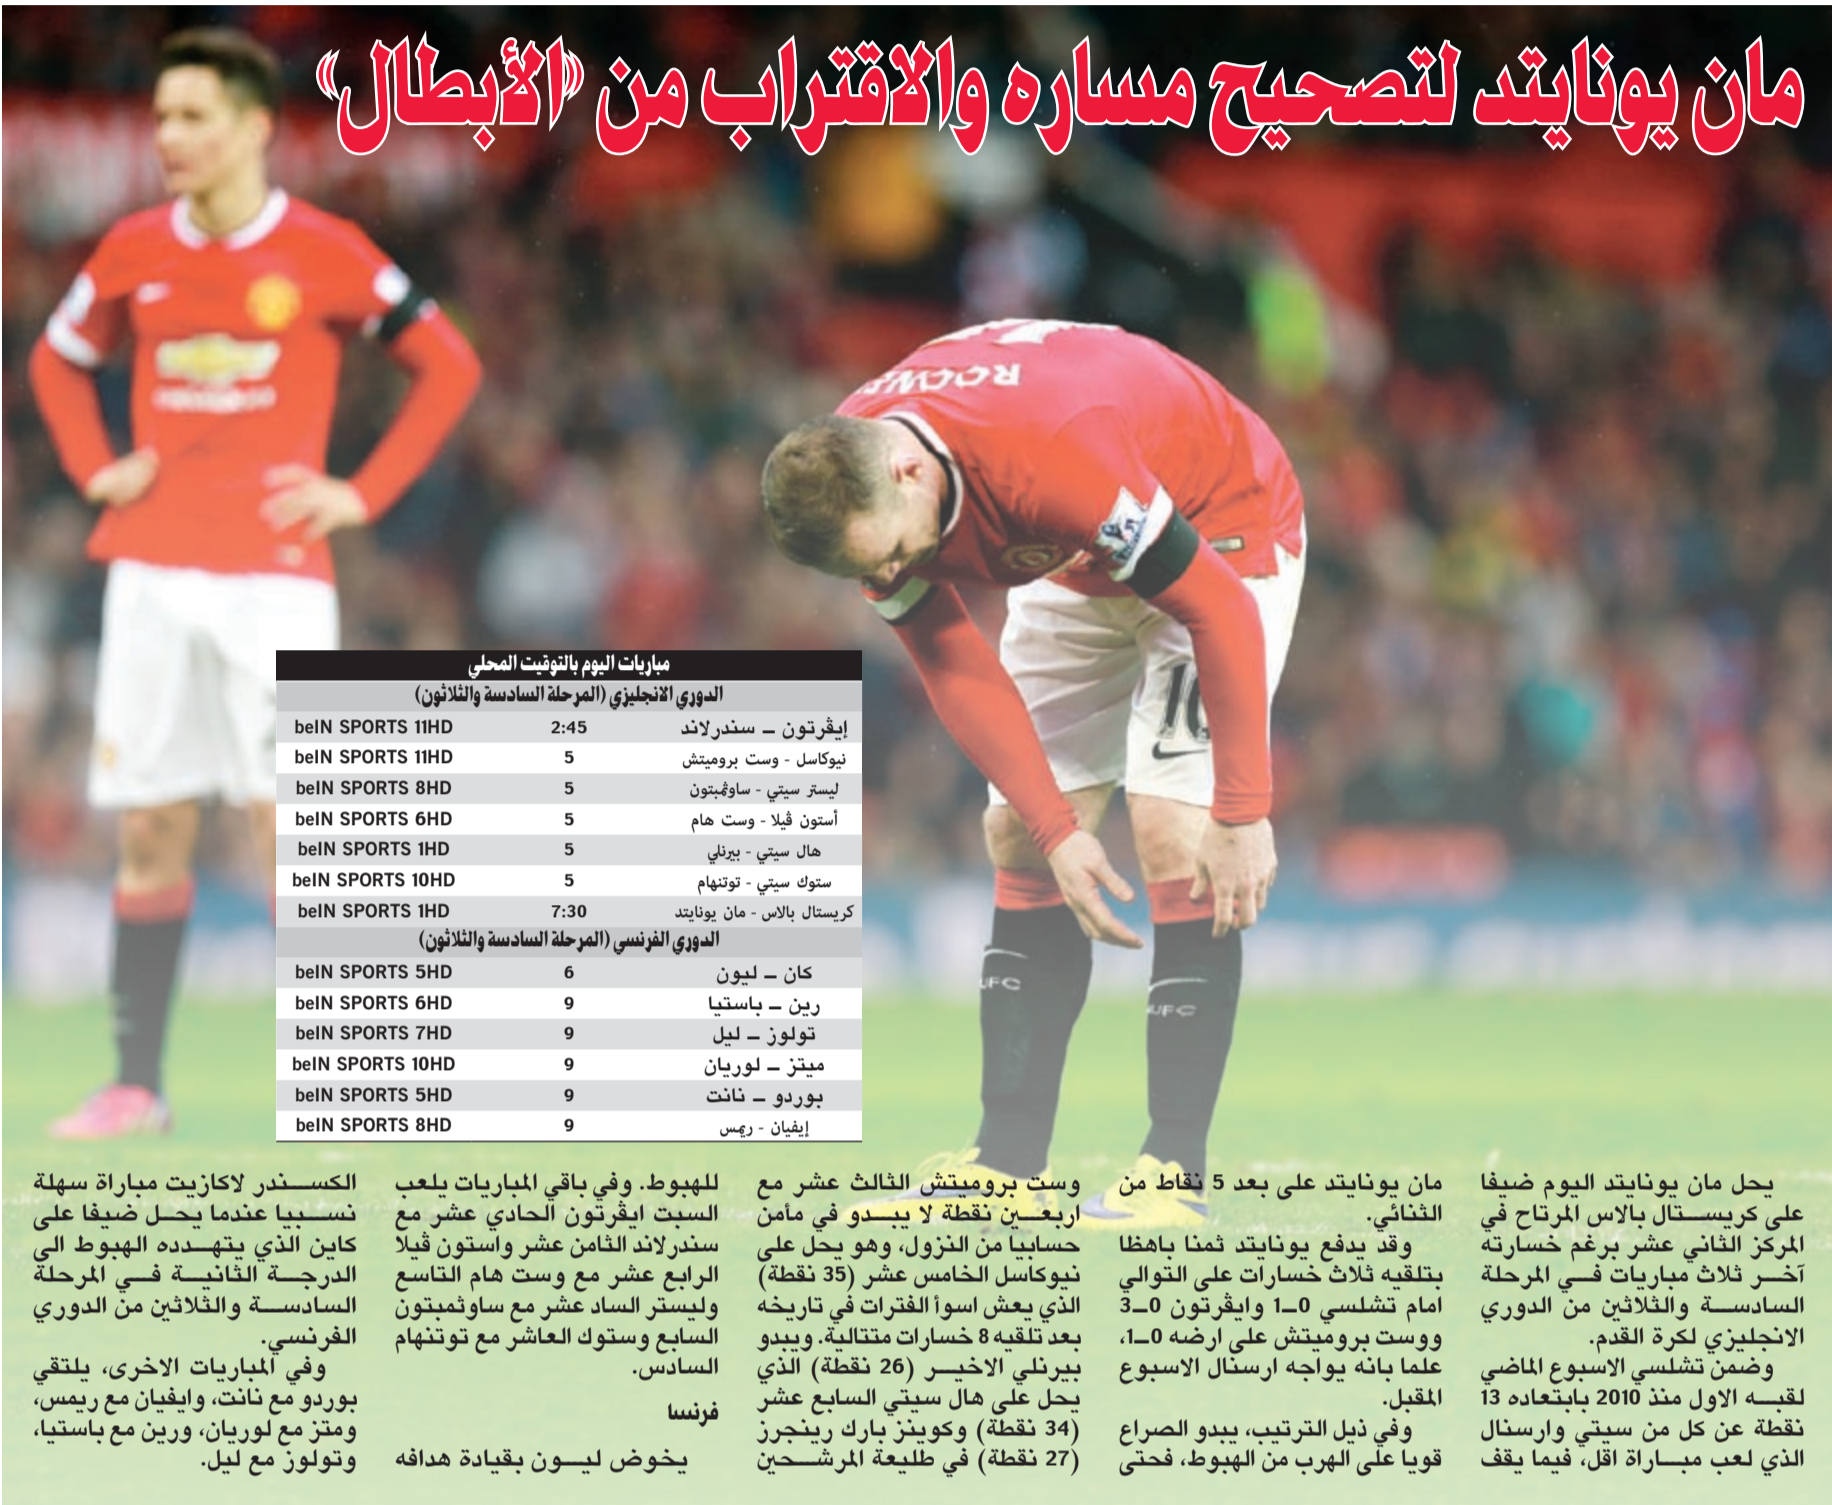 مان يونايتد لتصحيح مساره والاقتراب من «الأبطال»
ROONEY
10
مباريات اليوم بالتوقيت المحلي
الدوري الانجليزي (المرحلة السادسة والثلاثون)
إيڤرتون – سندرلاند 2:45 beIN SPORTS 11HD
نيوكاسل - وست بروميتش 5 beIN SPORTS 11HD
ليستر سيتي - ساوثمبتون 5 beIN SPORTS 8HD
أستون ڤيلا - وست هام 5 beIN SPORTS 6HD
هال سيتي - بيرنلي 5 beIN SPORTS 1HD
ستوك سيتي - توتنهام 5 beIN SPORTS 10HD
كريستال بالاس - مان يونايتد 7:30 beIN SPORTS 1HD
الدوري الفرنسي (المرحلة السادسة والثلاثون)
كان – ليون 6 beIN SPORTS 5HD
رين – باستيا 9 beIN SPORTS 6HD
تولوز – ليل 9 beIN SPORTS 7HD
ميتز – لوريان 9 beIN SPORTS 10HD
بوردو – نانت 9 beIN SPORTS 5HD
إيفيان - ريمس 9 beIN SPORTS 8HD
يحل مان يونايتد اليوم ضيفا
على كريستال بالاس المرتاح في
المركز الثاني عشر برغم خسارته
آخر ثلاث مباريات في المرحلة
السادسة والثلاثين من الدوري
الانجليزي لكرة القدم.
وضمن تشلسي الاسبوع الماضي
لقبه الاول منذ 2010 بابتعاده 13
نقطة عن كل من سيتي وارسنال
الذي لعب مباراة اقل، فيما يقف
مان يونايتد على بعد 5 نقاط من
الثنائي.
وقد يدفع يونايتد ثمنا باهظا
بتلقيه ثلاث خسارات على التوالي
امام تشلسي 0–1 وايڤرتون 0–3
ووست بروميتش على ارضه 0–1،
علما بانه يواجه ارسنال الاسبوع
المقبل.
وفي ذيل الترتيب، يبدو الصراع
قويا على الهرب من الهبوط، فحتى
وست بروميتش الثالث عشر مع
اربعين نقطة لا يبدو في مأمن
حسابيا من النزول، وهو يحل على
نيوكاسل الخامس عشر (35 نقطة)
الذي يعش اسوأ الفترات في تاريخه
بعد تلقيه 8 خسارات متتالية. ويبدو
بيرنلي الاخير (26 نقطة) الذي
يحل على هال سيتي السابع عشر
(34 نقطة) وكوينز بارك رينجرز
(27 نقطة) في طليعة المرشحين
للهبوط. وفي باقي المباريات يلعب
السبت ايڤرتون الحادي عشر مع
سندرلاند الثامن عشر واستون ڤيلا
الرابع عشر مع وست هام التاسع
وليستر الساد عشر مع ساوثمبتون
السابع وستوك العاشر مع توتنهام
السادس.
فرنسا
يخوض ليون بقيادة هدافه
الكسندر لاكازيت مباراة سهلة
نسبيا عندما يحل ضيفا على
كاين الذي يتهدده الهبوط الى
الدرجة الثانية في المرحلة
السادسة والثلاثين من الدوري
الفرنسي.
وفي المباريات الاخرى، يلتقي
بوردو مع نانت، وايفيان مع ريمس،
ومتز مع لوريان، ورين مع باستيا،
وتولوز مع ليل.